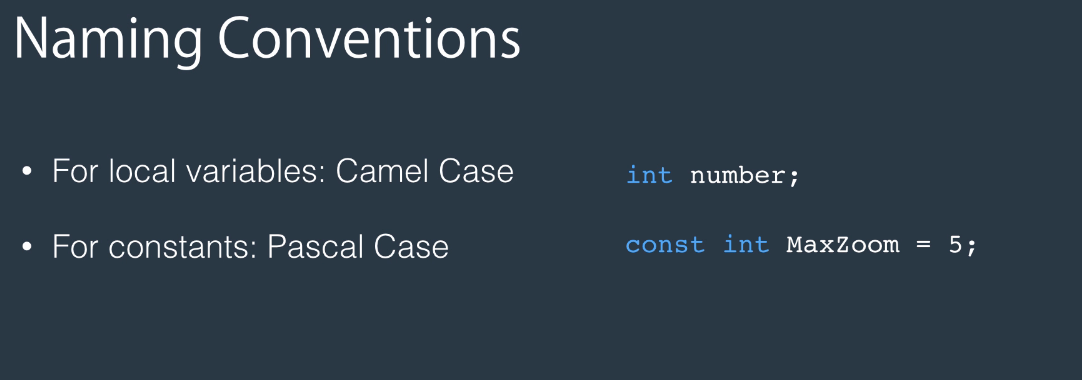 Naming Conventions
• For local variables: Camel Case
int number;
• For constants: Pascal Case
const int MaxZoom = 5;